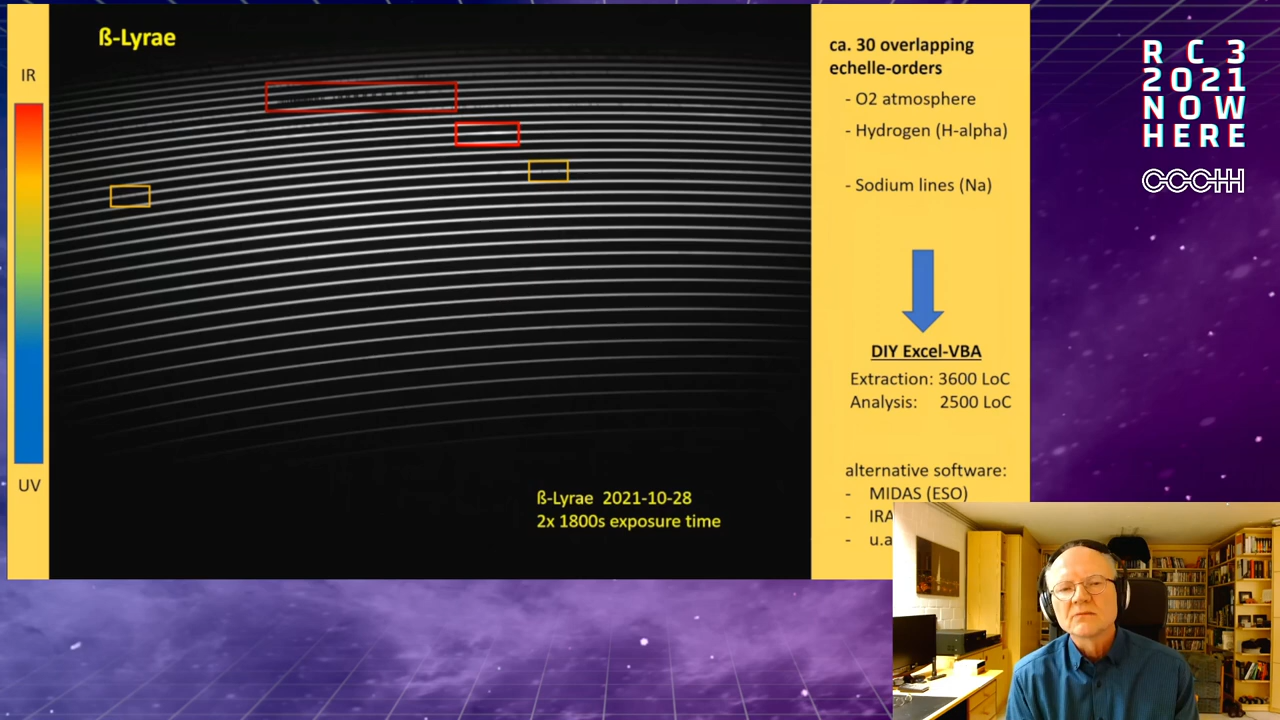 ß-Lyrae
IR
UV
ß-Lyrae 2021-10-28
2x 1800s exposure time
ca. 30 overlapping
echelle-orders
- O2 atmosphere
- Hydrogen (H-alpha)
- Sodium lines (Na)
DIY Excel-VBA
Extraction: 3600 LoC
Analysis: 2500 LoC
alternative software:
- MIDAS (ESO)
- IRA
- u.a
R C 3
2021
N O W
HERE